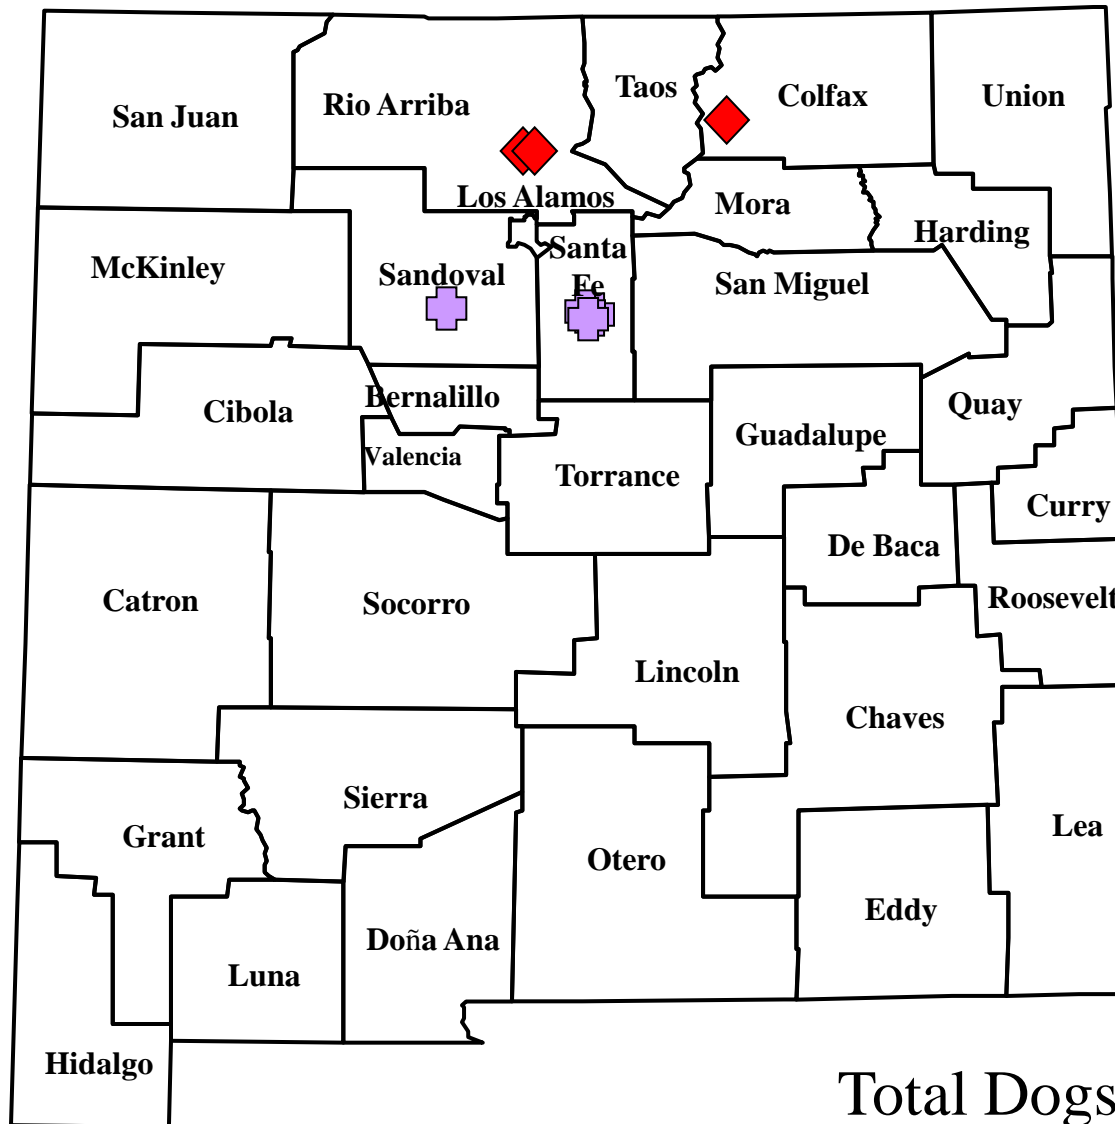 Taos
San Juan
Rio Arriba
Colfax
Union
Los Alamos
Mora
Harding
McKinley
Sandoval
Santa
Fe
San Miguel
Bernalillo
Cibola
Quay
Guadalupe
Valencia
Torrance
Curry
De Baca
Catron
Socorro
Roosevelt
Lincoln
Chaves
Sierra
Grant
Lea
Otero
Eddy
Doña Ana
Luna
Hidalgo
Total Dogs